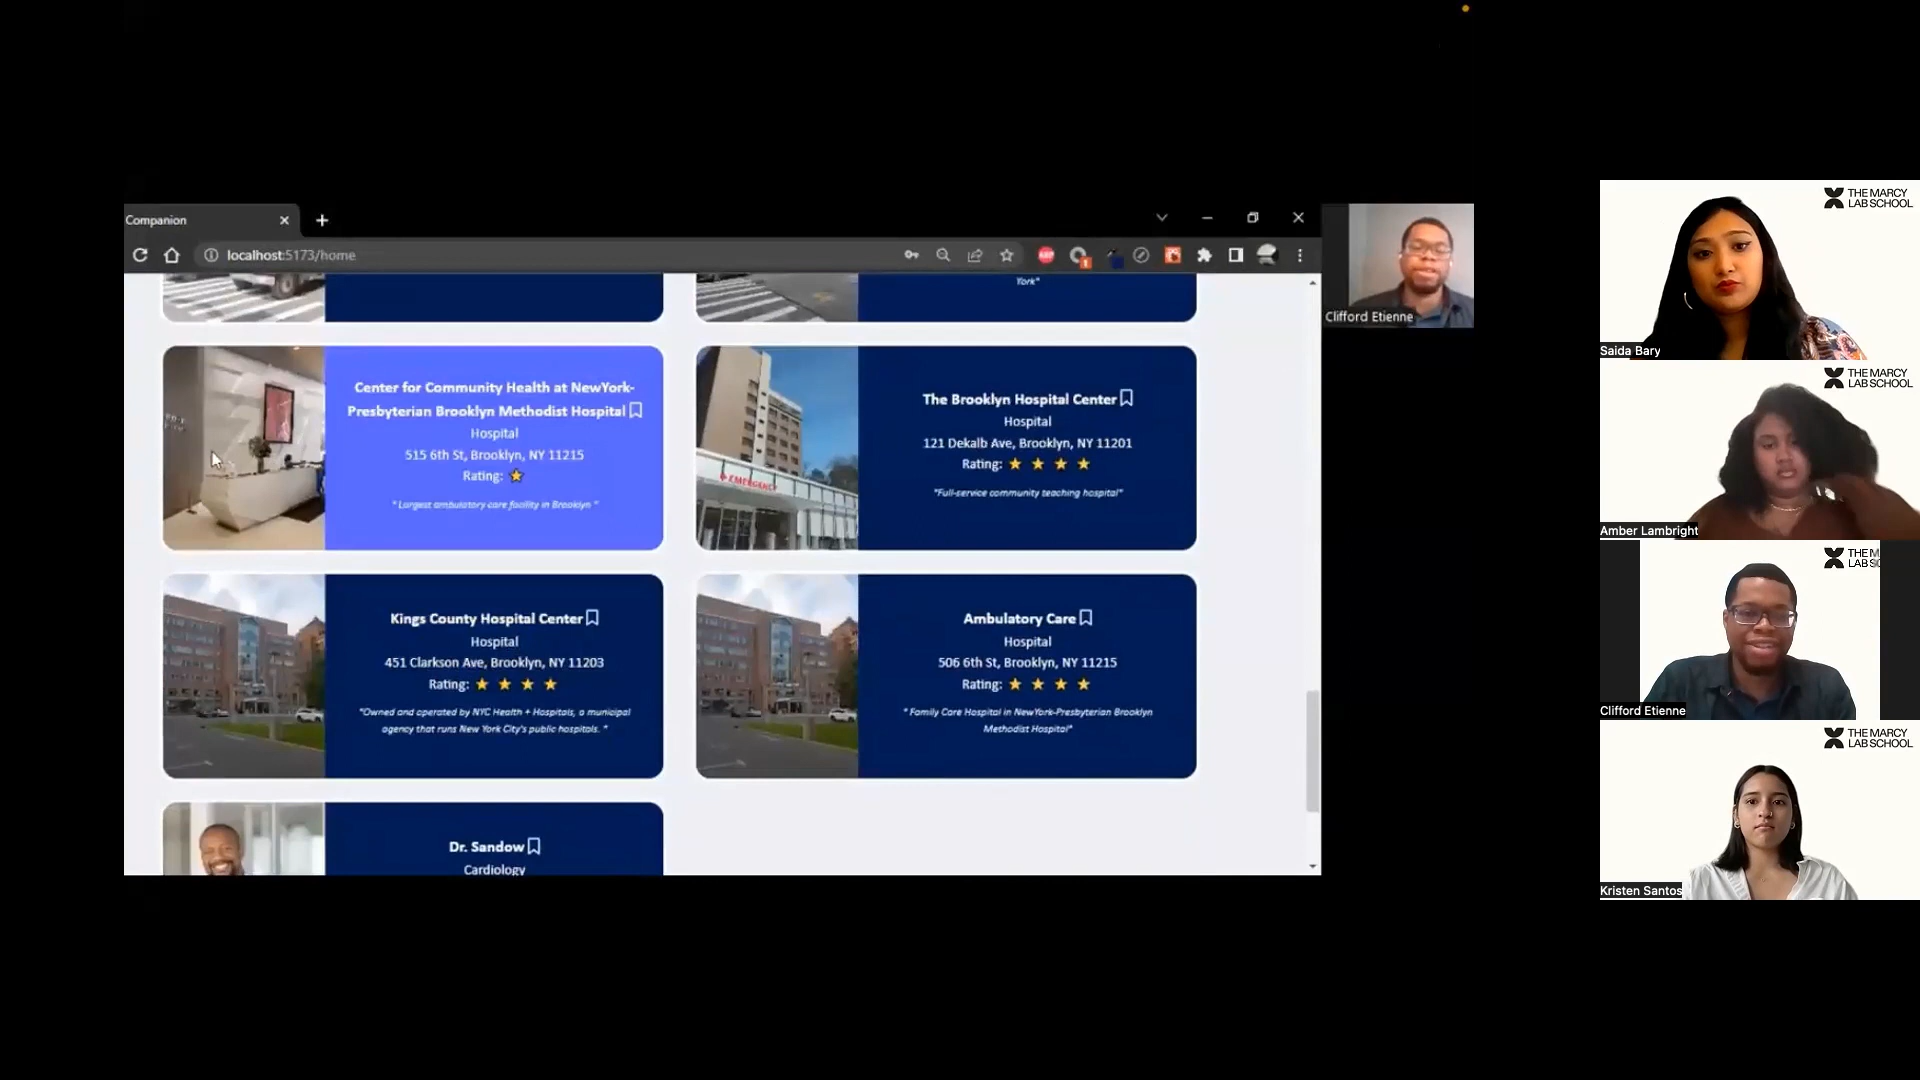 Companion
localhost:5173/home
York"
Center for Community Health at NewYork-
Presbyterian Brooklyn Methodist Hospital
Hospital
515 6th St, Brooklyn, NY 11215
Rating:
" Largest ambulatory care facility in Brooklyn "
EMERGENCY
The Brooklyn Hospital Center
Hospital
121 Dekalb Ave, Brooklyn, NY 11201
Rating:
"Full-service community teaching hospital"
Kings County Hospital Center
Hospital
451 Clarkson Ave, Brooklyn, NY 11203
Rating:
"Owned and operated by NYC Health + Hospitals, a municipal
agency that runs New York City's public hospitals. "
Ambulatory Care
Hospital
506 6th St, Brooklyn, NY 11215
Rating:
" Family Care Hospital in NewYork-Presbyterian Brooklyn
Methodist Hospital"
Dr. Sandow
Cardiology
Clifford Etienne
THE MARCY
LAB SCHOOL
Saida Bary
THE MARCY
LAB SCHOOL
Amber Lambright
THE M
LAB SC
Clifford Etienne
THE MARCY
LAB SCHOOL
Kristen Santos